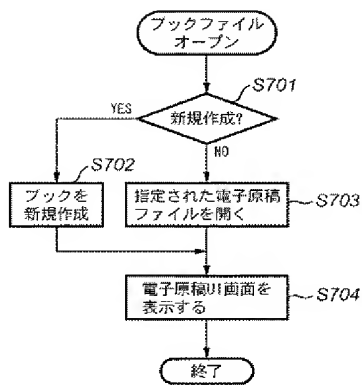 ブックファイル
オープン
S701
新規作成?
YES
NO
S702
ブックを
新規作成
指定された電子原稿
ファイルを開く
S703
電子原稿UI画面を
表示する
S704
終了